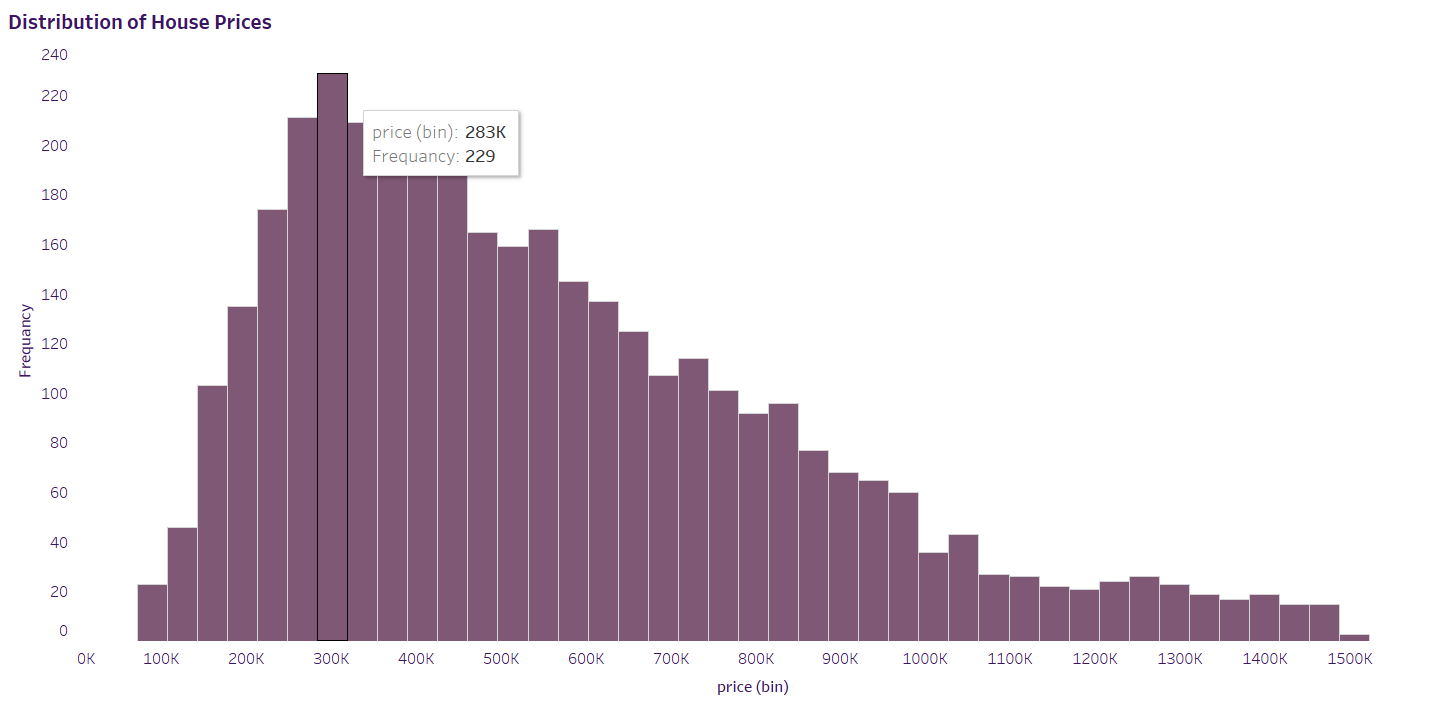 Distribution of House Prices
240
220
200
180
160
140
120
100
80
60
40
20
0
Frequancy
price (bin): 283K
Frequancy: 229
0K 100K 200K 300K 400K 500K 600K 700K 800K 900K 1000K 1100K 1200K 1300K 1400K 1500K
price (bin)